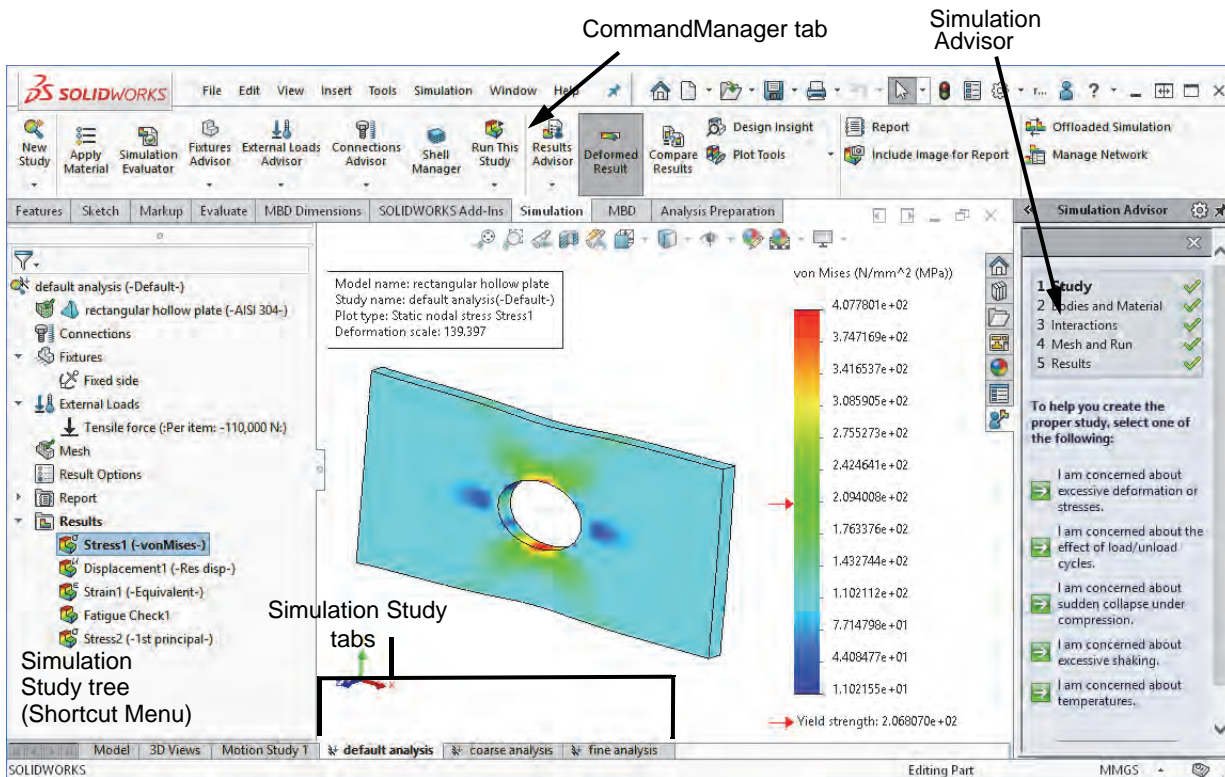 CommandManager tab
Simulation
Advisor
SOLIDWORKS File Edit View Insert Tools Simulation Window Help
New Study
Apply Material
Simulation Evaluator
Fixtures Advisor
External Loads Advisor
Connections Advisor
Shell Manager
Run This Study
Results Advisor
Deformed Result
Compare Results
Design Insight
Plot Tools
Report
Include Image for Report
Offloaded Simulation
Manage Network
Features Sketch Markup Evaluate MBD Dimensions SOLIDWORKS Add-Ins Simulation MBD Analysis Preparation
default analysis (-Default-)
rectangular hollow plate (-AISI 304-)
Connections
Fixtures
Fixed side
External Loads
Tensile force (:Per item: -110,000 N:)
Mesh
Result Options
Report
Results
Stress1 (-vonMises-)
Displacement1 (-Res disp-)
Strain1 (-Equivalent-)
Fatigue Check1
Stress2 (-1st principal-)
Simulation
Study tree
(Shortcut Menu)
Model name: rectangular hollow plate
Study name: default analysis(-Default-)
Plot type: Static nodal stress Stress1
Deformation scale: 139.397
Simulation Study
tabs
von Mises (N/mm^2 (MPa))
4.077801e+02
3.747169e+02
3.416537e+02
3.085905e+02
2.755273e+02
2.424641e+02
2.094008e+02
1.763376e+02
1.432744e+02
1.102112e+02
7.714798e+01
4.408477e+01
1.102155e+01
Yield strength: 2.068070e+02
Simulation Advisor
1 Study
2 Bodies and Material
3 Interactions
4 Mesh and Run
5 Results
To help you create the
proper study, select one of
the following:
I am concerned about
excessive deformation or
stresses.
I am concerned about the
effect of load/unload
cycles.
I am concerned about
sudden collapse under
compression.
I am concerned about
excessive shaking.
I am concerned about
temperatures.
Model 3D Views Motion Study 1 default analysis coarse analysis fine analysis
SOLIDWORKS Editing Part MMGS